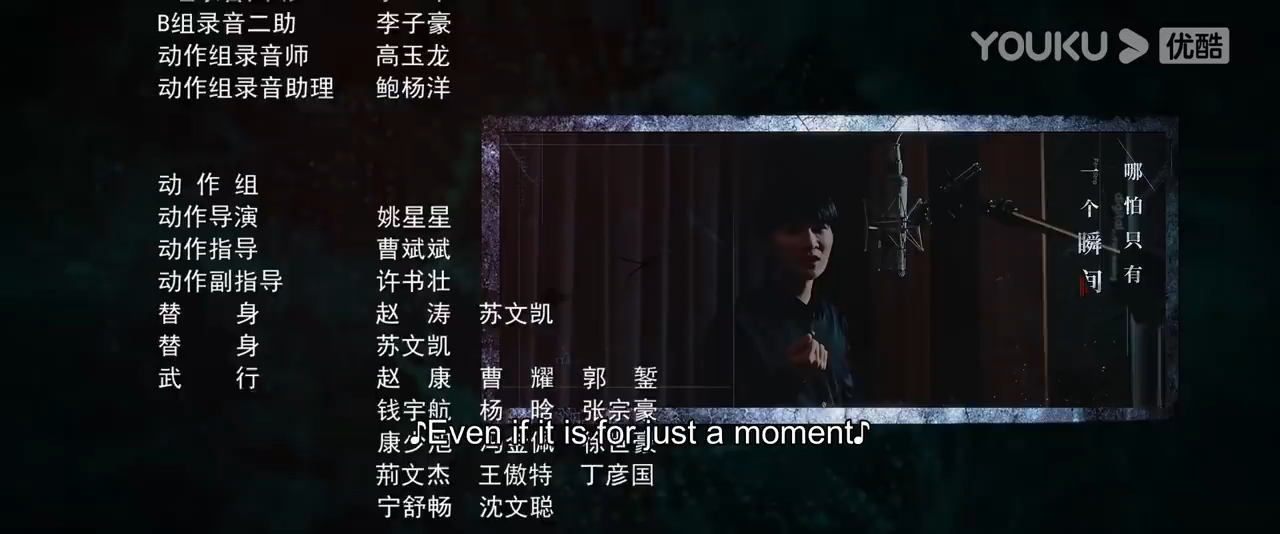 B组录音二助 李子豪
动作组录音师 高玉龙
动作组录音助理 鲍杨洋
动 作 组
动作导演 姚星星
动作指导 曹斌斌
动作副指导 许书壮
替 身 赵 涛 苏文凯
替 身 苏文凯
武 行 赵 康 曹 耀 郭 錾
钱宇航 杨 晗 张宗豪
荊文杰 王傲特 丁彦国
宁舒畅 沈文聪
YOUKU 优酷
哪怕只有
一个瞬间
♪Even if it is for just a moment♪